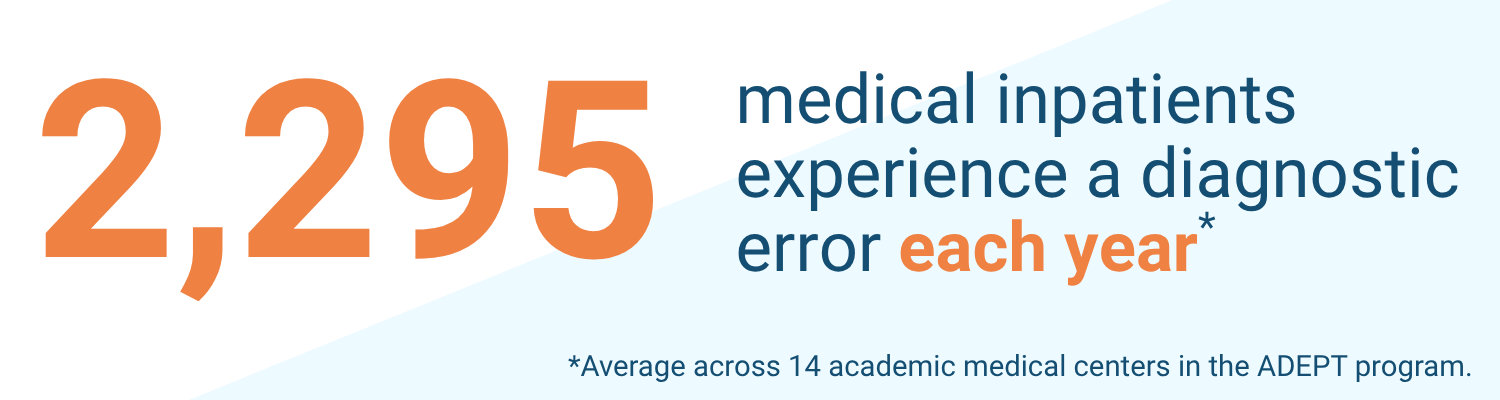 2,295
medical inpatients
experience a diagnostic
error each year*
*Average across 14 academic medical centers in the ADEPT program.